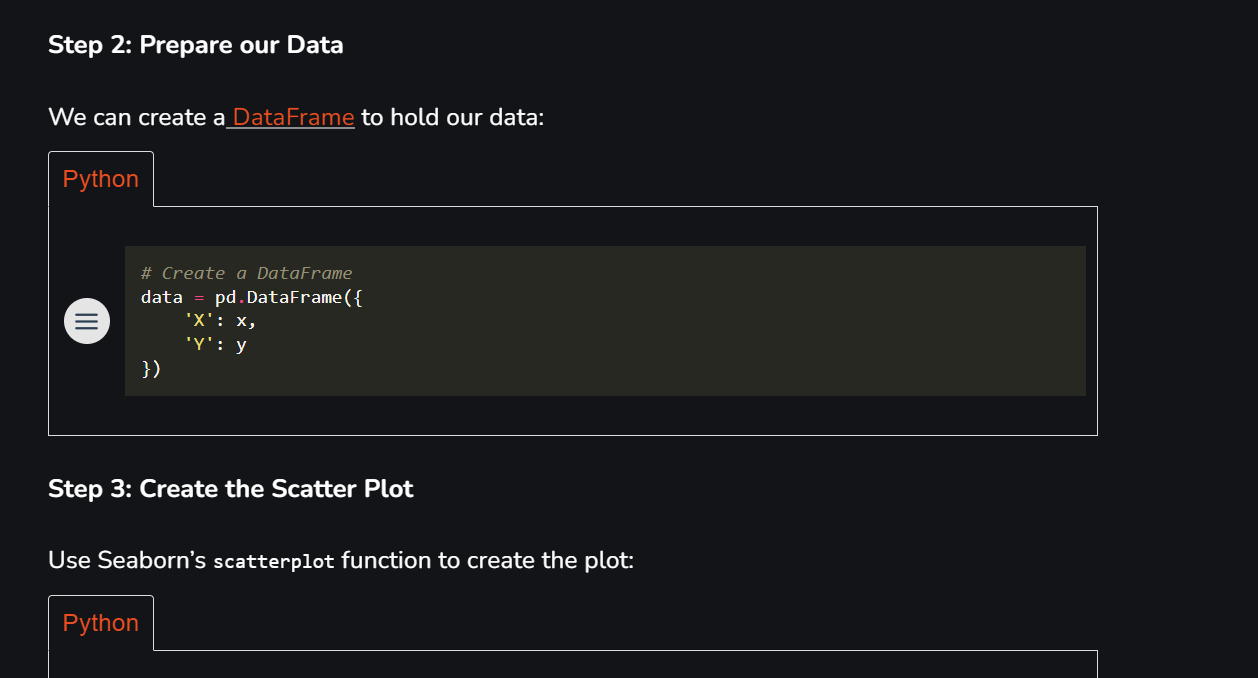 Step 2: Prepare our Data
We can create a DataFrame to hold our data:
Python
# Create a DataFrame
data = pd.DataFrame({
    'X': x,
    'Y': y
})
Step 3: Create the Scatter Plot
Use Seaborn’s scatterplot function to create the plot:
Python